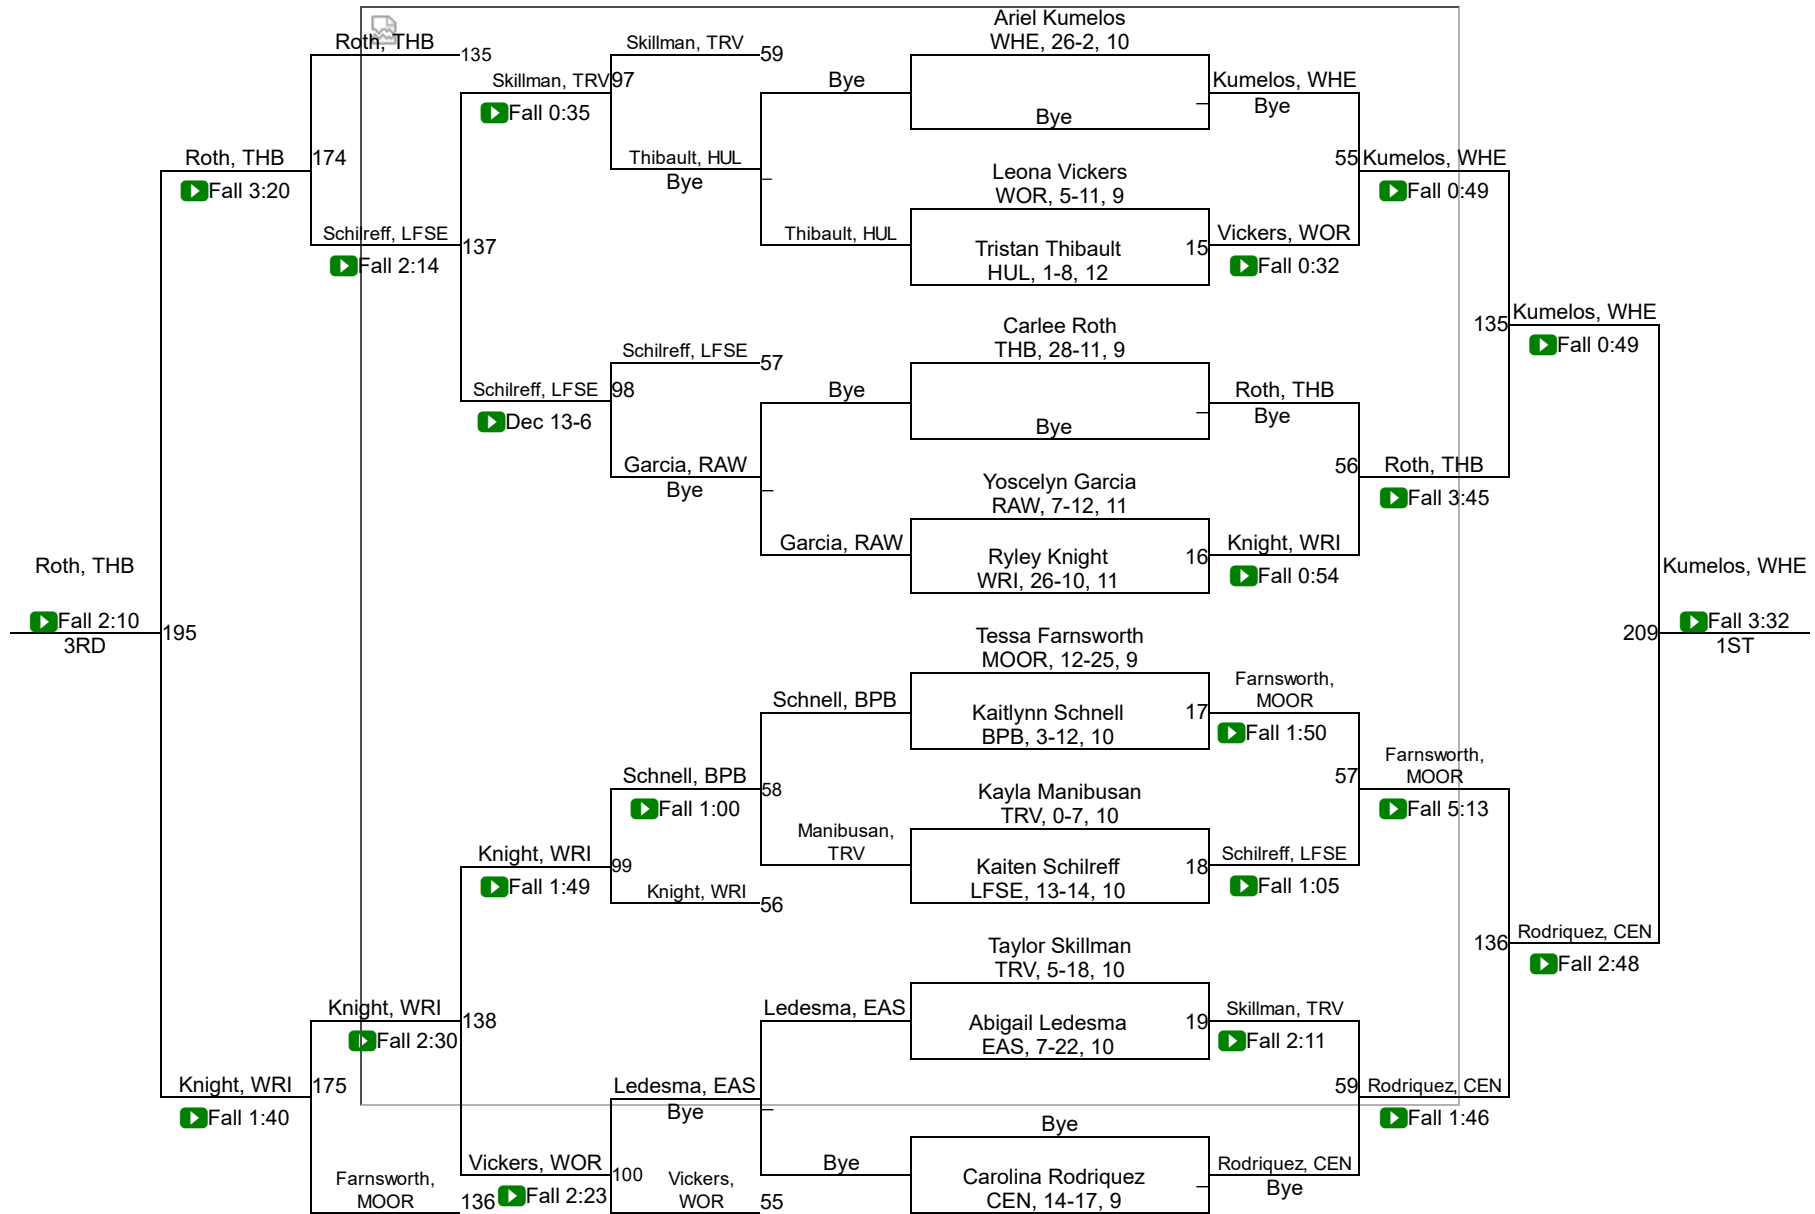 Ariel Kumelos
WHE, 26-2, 10
Roth, THB
135
Skillman, TRV
59
Skillman, TRV
97
Fall 0:35
Bye
Bye
Kumelos, WHE
Bye
Roth, THB
174
Fall 3:20
Thibault, HUL
Bye
Leona Vickers
WOR, 5-11, 9
55
Kumelos, WHE
Fall 0:49
Schilreff, LFSE
137
Fall 2:14
Thibault, HUL
Tristan Thibault
HUL, 1-8, 12
15
Vickers, WOR
Fall 0:32
Carlee Roth
THB, 28-11, 9
135
Kumelos, WHE
Fall 0:49
Schilreff, LFSE
57
Schilreff, LFSE
98
Dec 13-6
Bye
Bye
Roth, THB
Bye
Garcia, RAW
Bye
Yoscelyn Garcia
RAW, 7-12, 11
56
Roth, THB
Fall 3:45
Garcia, RAW
Ryley Knight
WRI, 26-10, 11
16
Knight, WRI
Fall 0:54
Roth, THB
Fall 2:10
3RD
195
Kumelos, WHE
209
Fall 3:32
1ST
Tessa Farnsworth
MOOR, 12-25, 9
Schnell, BPB
Kaitlynn Schnell
BPB, 3-12, 10
17
Farnsworth,
MOOR
Fall 1:50
Schnell, BPB
58
Fall 1:00
Kayla Manibusan
TRV, 0-7, 10
57
Farnsworth,
MOOR
Fall 5:13
Manibusan,
TRV
Kaiten Schilreff
LFSE, 13-14, 10
18
Schilreff, LFSE
Fall 1:05
Knight, WRI
99
Fall 1:49
Knight, WRI
56
Taylor Skillman
TRV, 5-18, 10
136
Rodriquez, CEN
Fall 2:48
Knight, WRI
138
Fall 2:30
Ledesma, EAS
Abigail Ledesma
EAS, 7-22, 10
19
Skillman, TRV
Fall 2:11
Knight, WRI
175
Fall 1:40
Ledesma, EAS
Bye
Bye
59
Rodriquez, CEN
Fall 1:46
Farnsworth,
MOOR
136
Vickers, WOR
100
Fall 2:23
Vickers,
WOR
55
Bye
Carolina Rodriquez
CEN, 14-17, 9
Rodriquez, CEN
Bye